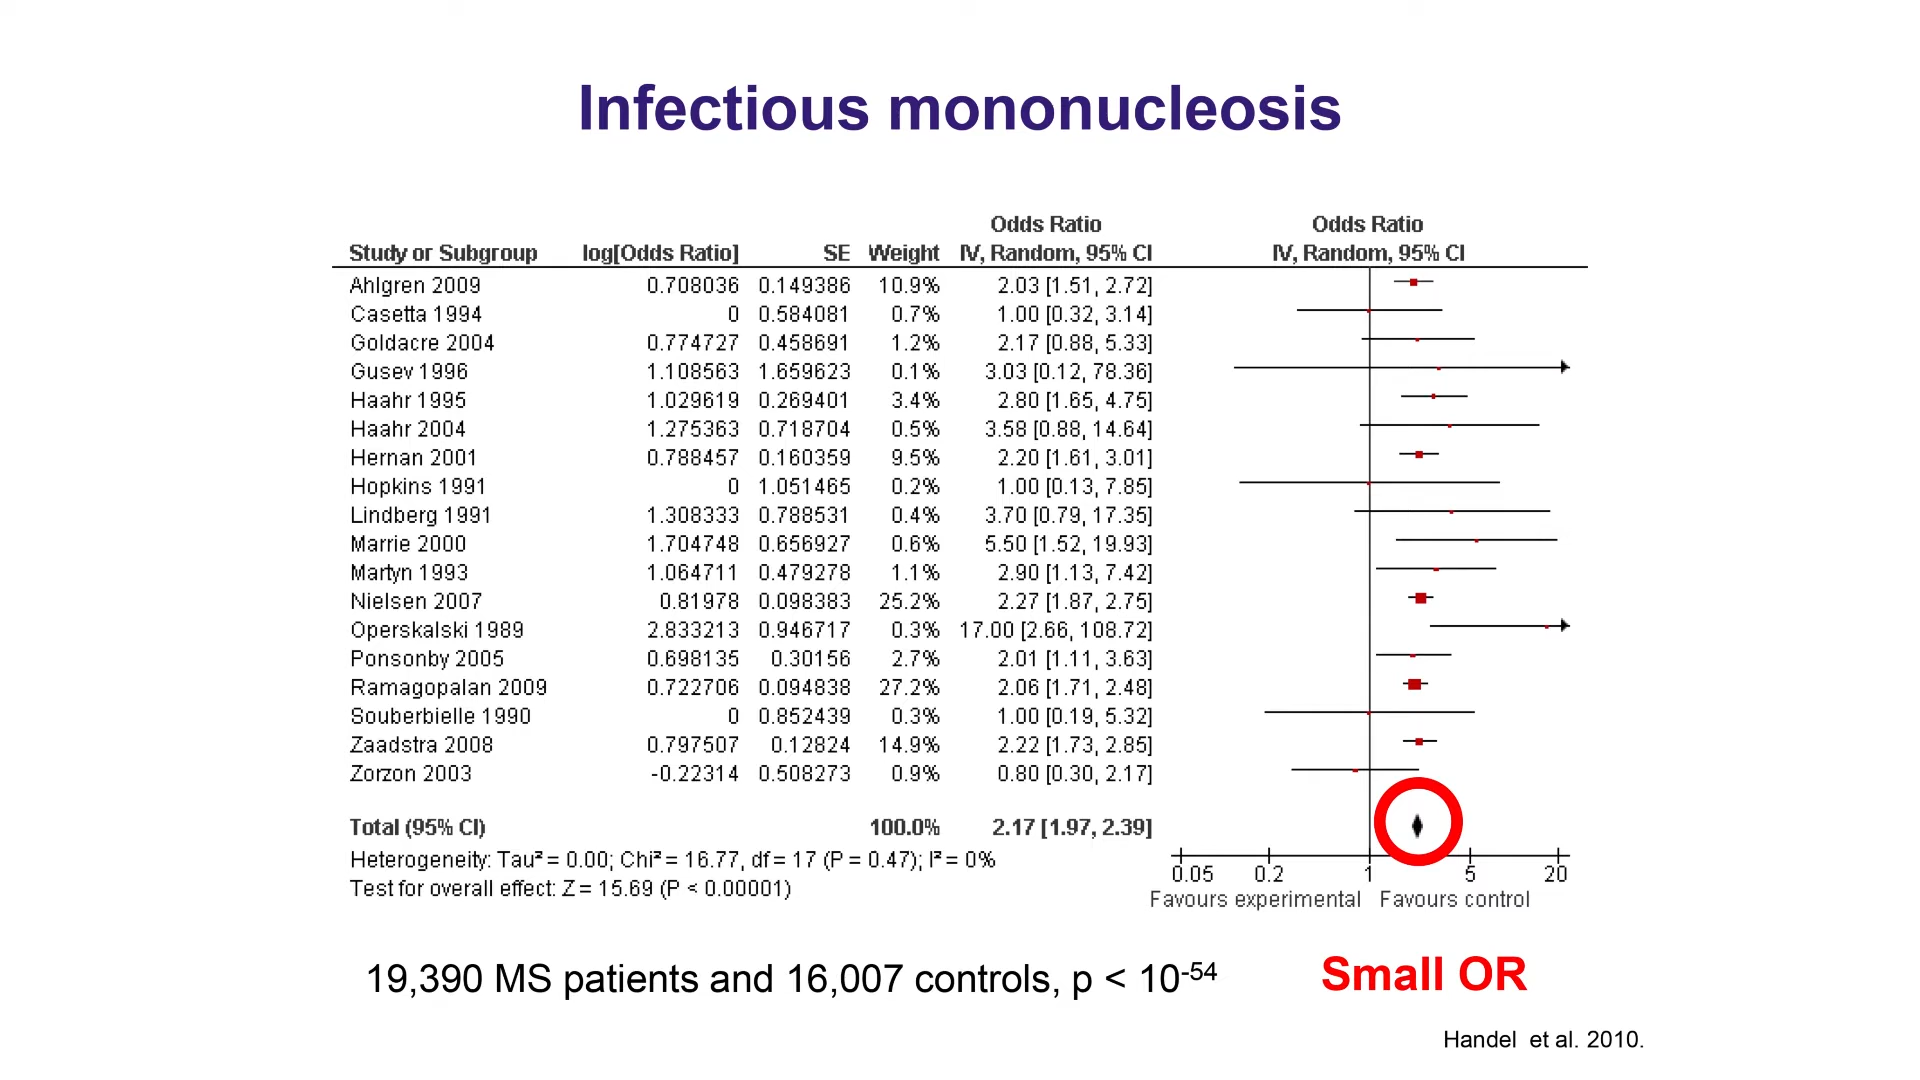 Infectious mononucleosis
Odds Ratio Odds Ratio
Study or Subgroup log[Odds Ratio] SE Weight IV, Random, 95% CI IV, Random, 95% CI
Ahlgren 2009 0.708036 0.149386 10.9% 2.03 [1.51, 2.72]
Casetta 1994 0 0.584081 0.7% 1.00 [0.32, 3.14]
Goldacre 2004 0.774727 0.458691 1.2% 2.17 [0.88, 5.33]
Gusev 1996 1.108563 1.659623 0.1% 3.03 [0.12, 78.36]
Haahr 1995 1.029619 0.269401 3.4% 2.80 [1.65, 4.75]
Haahr 2004 1.275363 0.718704 0.5% 3.58 [0.88, 14.64]
Hernan 2001 0.788457 0.160359 9.5% 2.20 [1.61, 3.01]
Hopkins 1991 0 1.051465 0.2% 1.00 [0.13, 7.85]
Lindberg 1991 1.308333 0.788531 0.4% 3.70 [0.79, 17.35]
Marrie 2000 1.704748 0.656927 0.6% 5.50 [1.52, 19.93]
Martyn 1993 1.064711 0.479278 1.1% 2.90 [1.13, 7.42]
Nielsen 2007 0.81978 0.098383 25.2% 2.27 [1.87, 2.75]
Operskalski 1989 2.833213 0.946717 0.3% 17.00 [2.66, 108.72]
Ponsonby 2005 0.698135 0.30156 2.7% 2.01 [1.11, 3.63]
Ramagopalan 2009 0.722706 0.094838 27.2% 2.06 [1.71, 2.48]
Souberbielle 1990 0 0.852439 0.3% 1.00 [0.19, 5.32]
Zaadstra 2008 0.797507 0.12824 14.9% 2.22 [1.73, 2.85]
Zorzon 2003 -0.22314 0.508273 0.9% 0.80 [0.30, 2.17]
Total (95% CI) 100.0% 2.17 [1.97, 2.39]
Heterogeneity: Tau² = 0.00; Chi² = 16.77, df = 17 (P = 0.47); I² = 0%
Test for overall effect: Z = 15.69 (P < 0.00001)
0.05 0.2 1 5 20
Favours experimental Favours control
19,390 MS patients and 16,007 controls, p < 10⁻⁵⁴ Small OR
Handel et al. 2010.